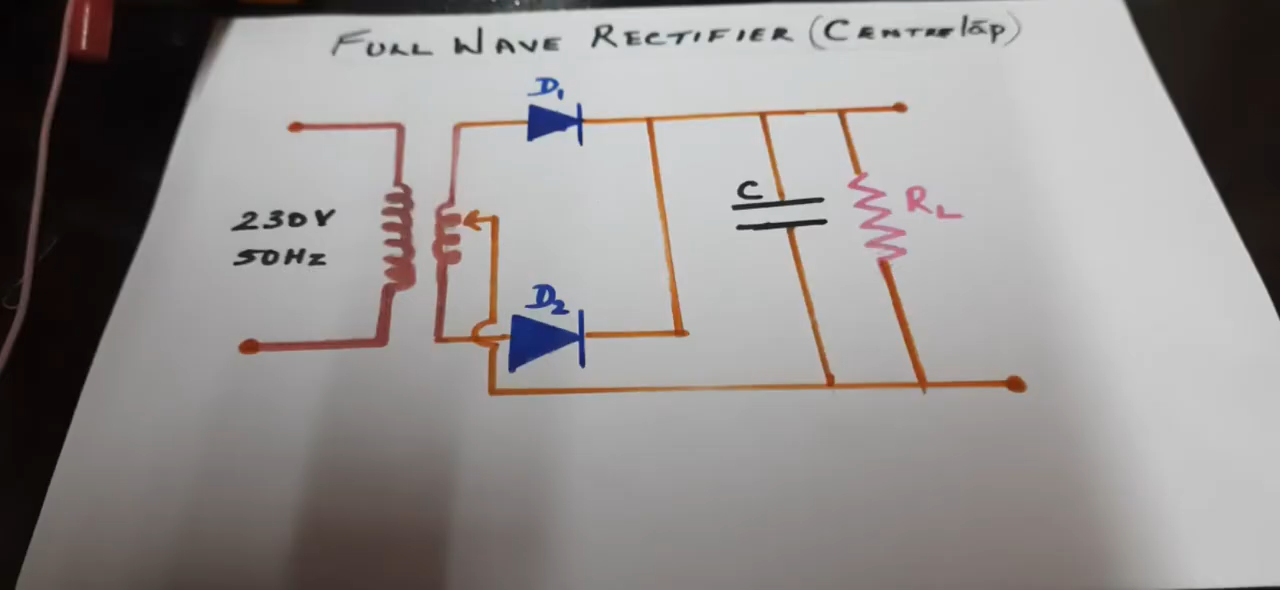 FULL WAVE RECTIFIER (CENTRE tap)
D1
C
RL
230V
50Hz
D2